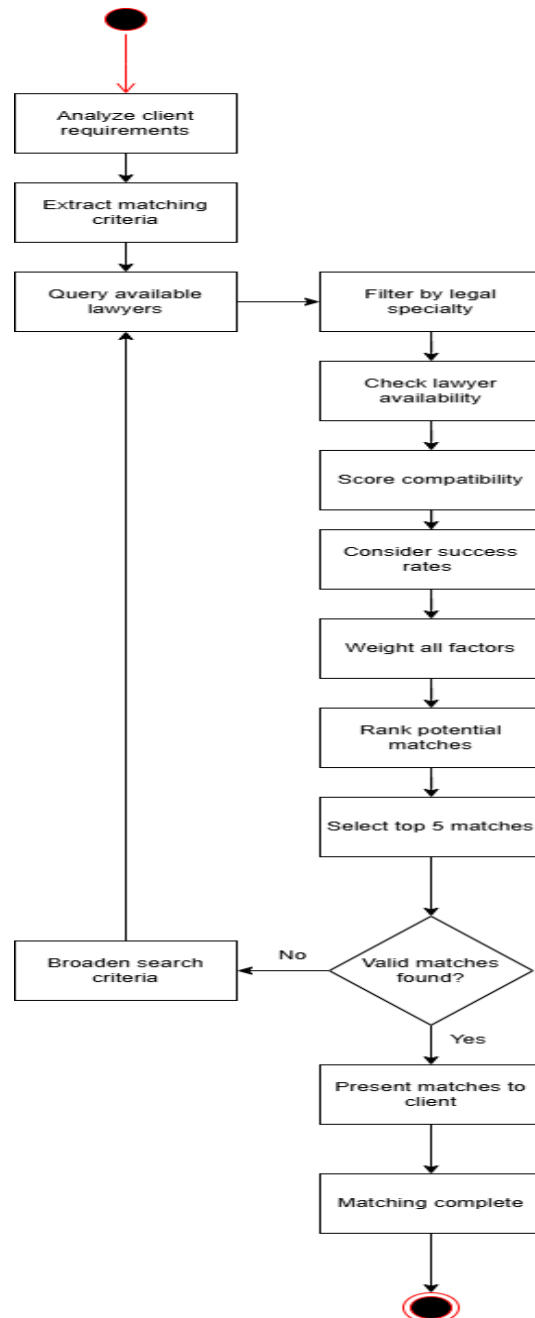 Analyze client
requirements
Extract matching
criteria
Query available
lawyers
Filter by legal
specialty
Check lawyer
availability
Score compatibility
Consider success
rates
Weight all factors
Rank potential
matches
Select top 5 matches
Valid matches
found?
No
Broaden search
criteria
Yes
Present matches to
client
Matching complete